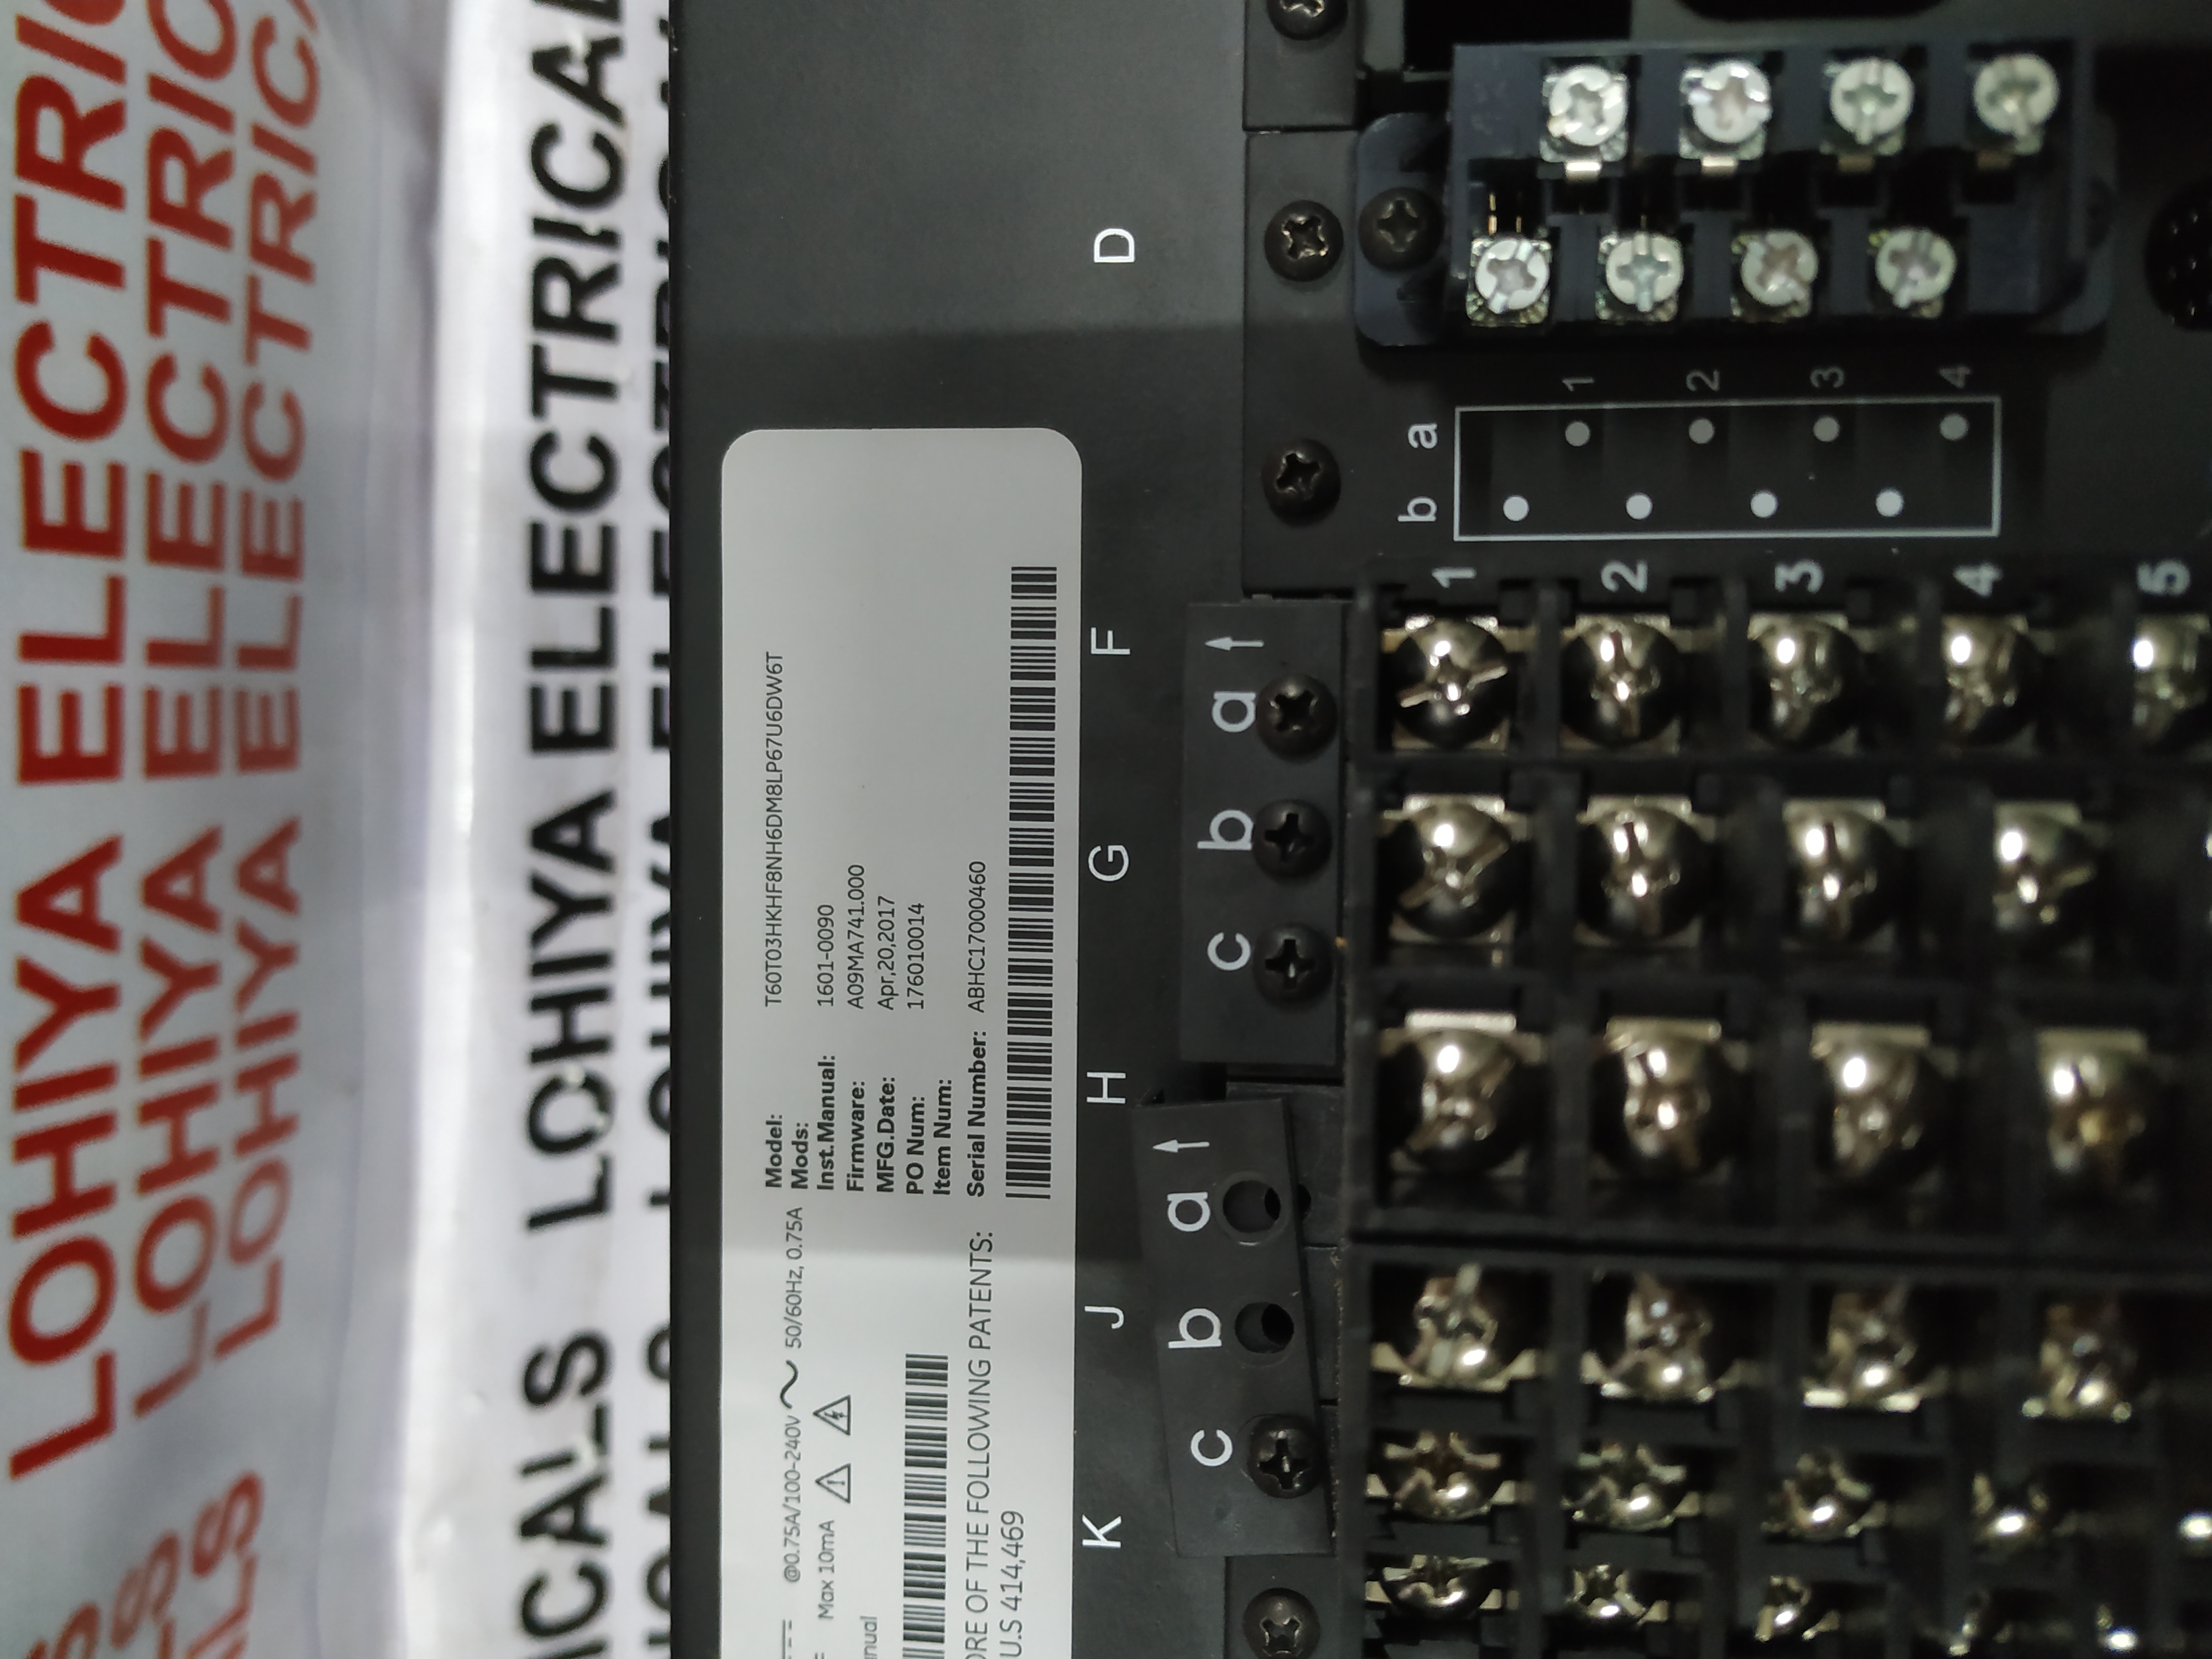 LOHIYA ELECTRIC
LOHIYA ELECTRIC
LOHIYA ELECTRICA
ICALS LOHIYA ELECTRICAL
@0.75A/100-240V 50/60Hz, 0.75A
Max 10mA
nual
ORE OF THE FOLLOWING PATENTS:
U.S 414,469
Model: T60T03HKHF8NH6DM8LP67U6DW6T
Mods:
Inst.Manual: 1601-0090
Firmware: A09MA741.000
MFG.Date: Apr,20,2017
PO Num: 176010014
Item Num:
Serial Number: ABHC17000460
K J H G F D
c b a ↑
c b a ↑
b a
1
2
3
4
1
2
3
4
5